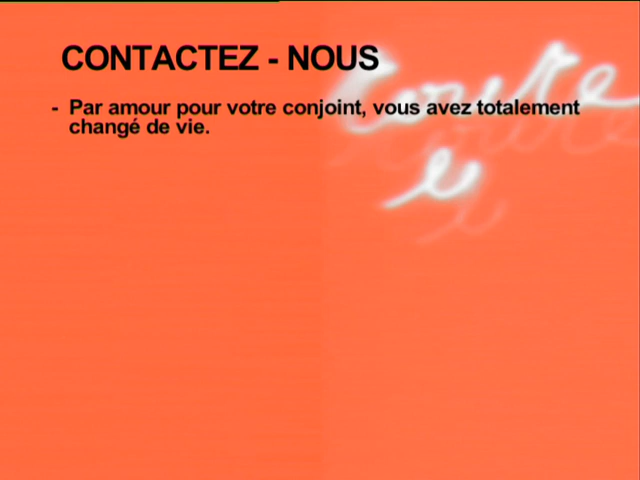 CONTACTEZ - NOUS
- Par amour pour votre conjoint, vous avez totalement
changé de vie.